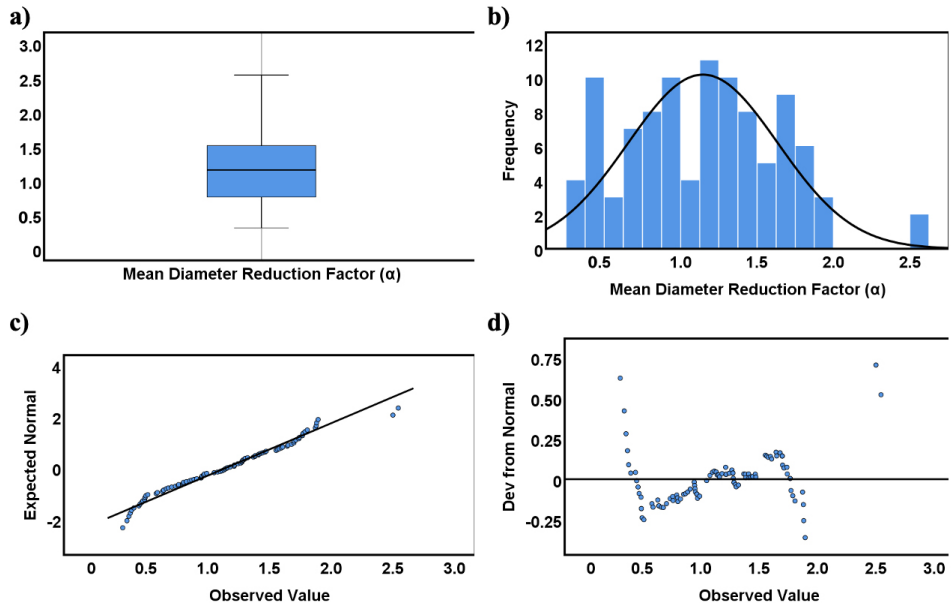 a)
3.0
2.5
2.0
1.5
1.0
0.5
0
Mean Diameter Reduction Factor (α)
b)
Frequency
12
10
8
6
4
2
0
0.5 1.0 1.5 2.0 2.5
Mean Diameter Reduction Factor (α)
c)
Expected Normal
4
2
0
-2
0 0.5 1.0 1.5 2.0 2.5 3.0
Observed Value
d)
Dev from Normal
0.75
0.50
0.25
0
-0.25
0 0.5 1.0 1.5 2.0 2.5 3.0
Observed Value